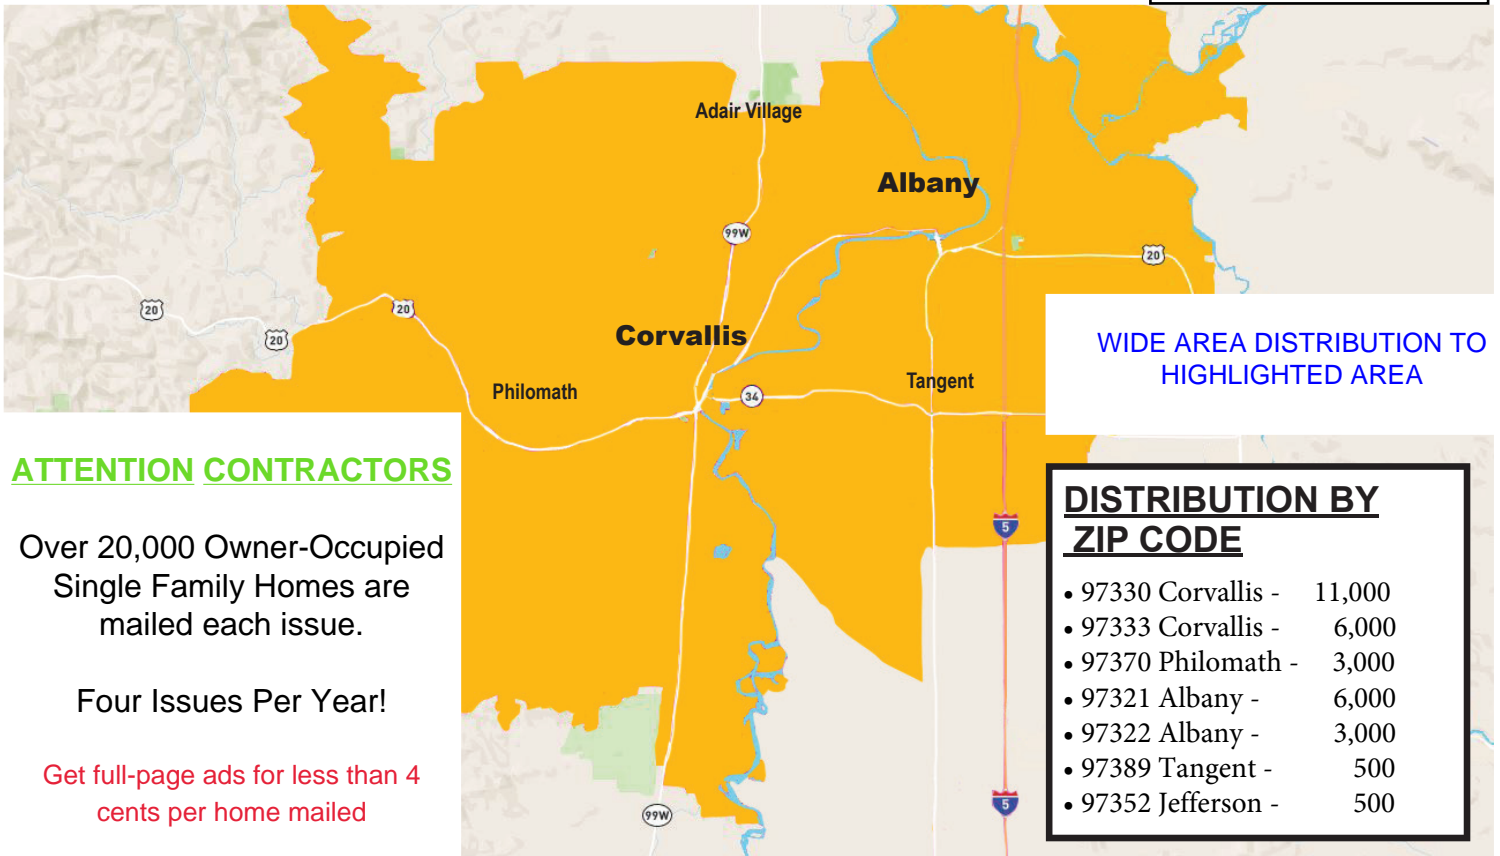 Adair Village
Albany
99W
20
20
20
20
Corvallis
Philomath
34
Tangent
WIDE AREA DISTRIBUTION TO
HIGHLIGHTED AREA
ATTENTION CONTRACTORS
Over 20,000 Owner-Occupied
Single Family Homes are
mailed each issue.
Four Issues Per Year!
Get full-page ads for less than 4
cents per home mailed
5
5
99W
DISTRIBUTION BY
ZIP CODE
• 97330 Corvallis - 11,000
• 97333 Corvallis - 6,000
• 97370 Philomath - 3,000
• 97321 Albany - 6,000
• 97322 Albany - 3,000
• 97389 Tangent - 500
• 97352 Jefferson - 500